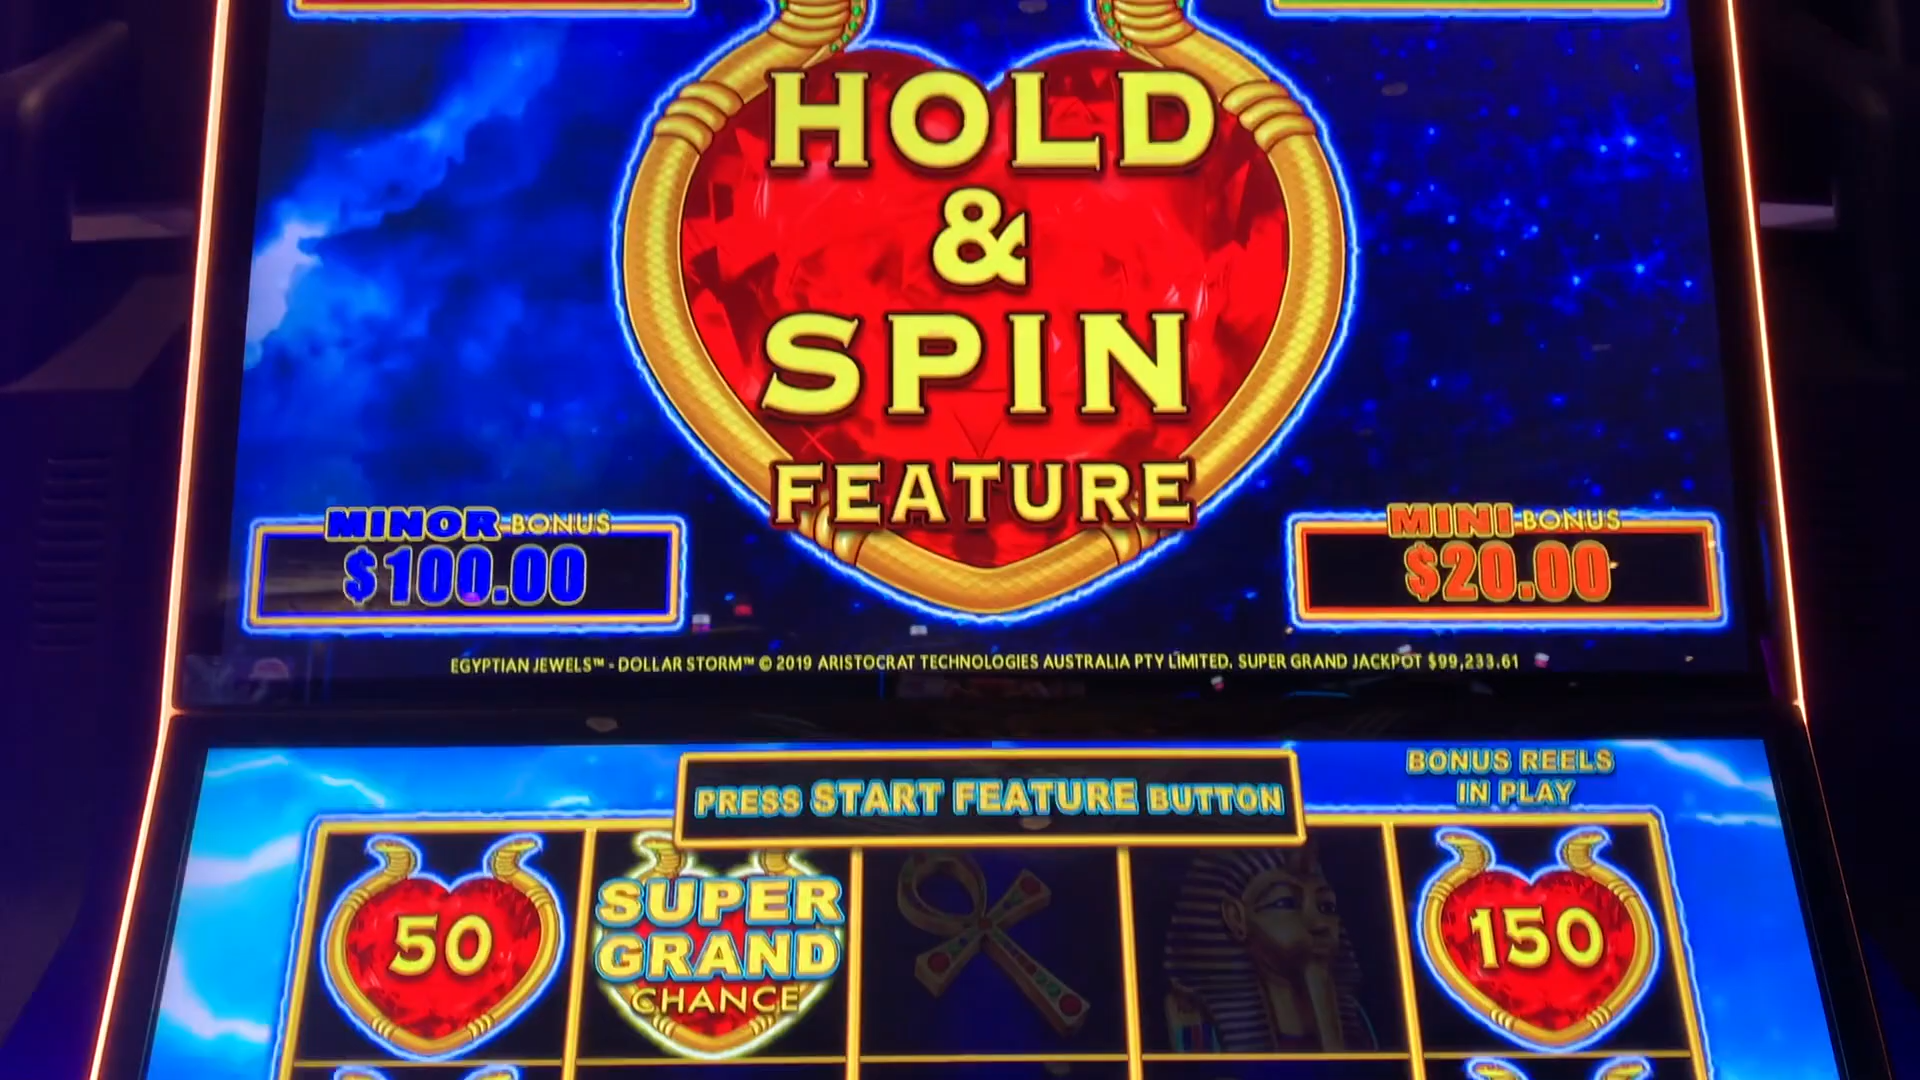 HOLD
&
SPIN
FEATURE
MINOR BONUS
$100.00
MINI BONUS
$20.00
EGYPTIAN JEWELS™ - DOLLAR STORM™ © 2019 ARISTOCRAT TECHNOLOGIES AUSTRALIA PTY LIMITED. SUPER GRAND JACKPOT $99,233.61
PRESS START FEATURE BUTTON
BONUS REELS
IN PLAY
50
SUPER
GRAND
CHANCE
150